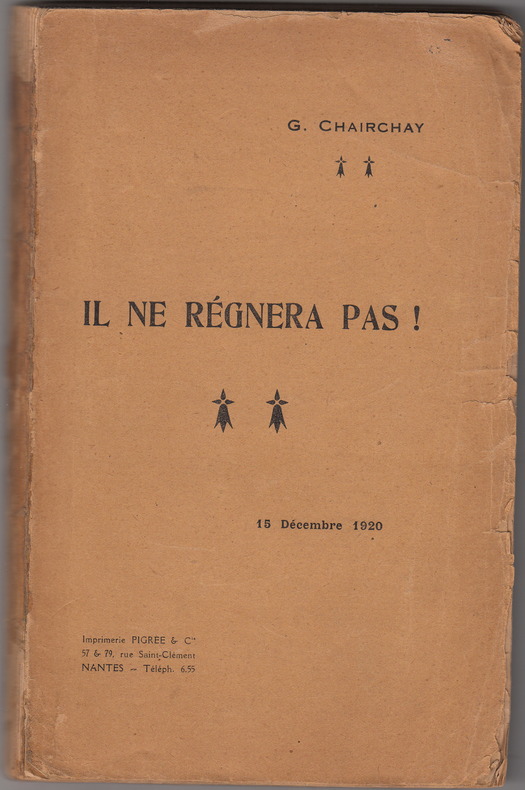 G. CHAIRCHAY
IL NE RÉGNERA PAS !
15 Décembre 1920
Imprimerie PIGREE & Cie
57 & 79, rue Saint-Clément
NANTES — Téléph. 6.55